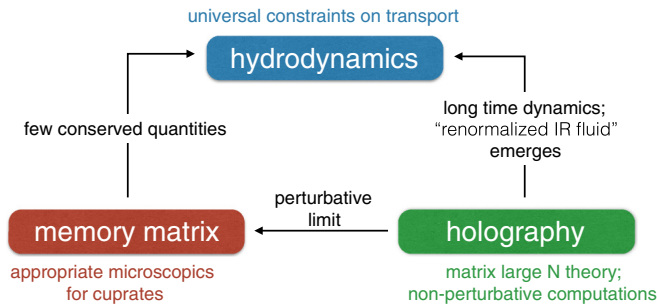 universal constraints on transport
hydrodynamics
few conserved quantities
long time dynamics;
“renormalized IR fluid”
emerges
perturbative
limit
memory matrix
holography
appropriate microscopics
for cuprates
matrix large N theory;
non-perturbative computations